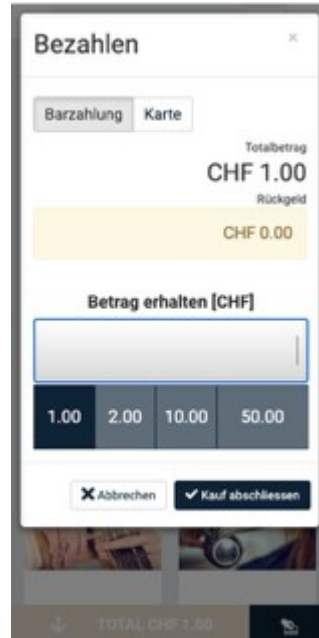 Bezahlen ×
Barzahlung Karte
Totalbetrag
CHF 1.00
Rückgeld
CHF 0.00
Betrag erhalten [CHF]
1.00 2.00 10.00 50.00
Abbrechen Kauf abschliessen
TOTAL CHF 1.00